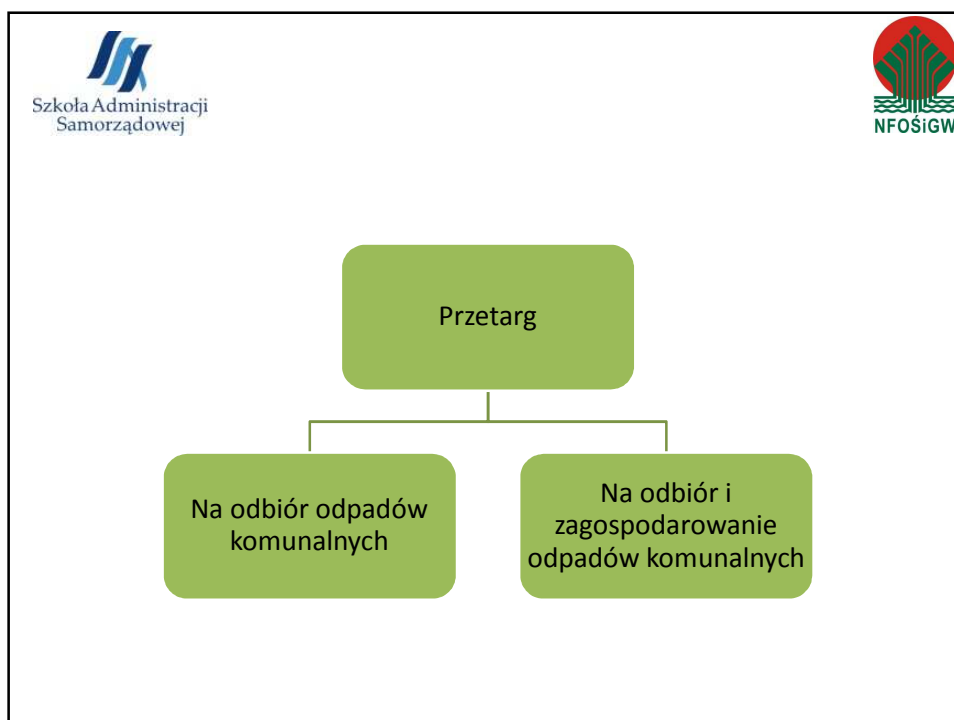 Szkoła Administracji
Samorządowej
NFOŚiGW
Przetarg
Na odbiór odpadów
komunalnych
Na odbiór i
zagospodarowanie
odpadów komunalnych